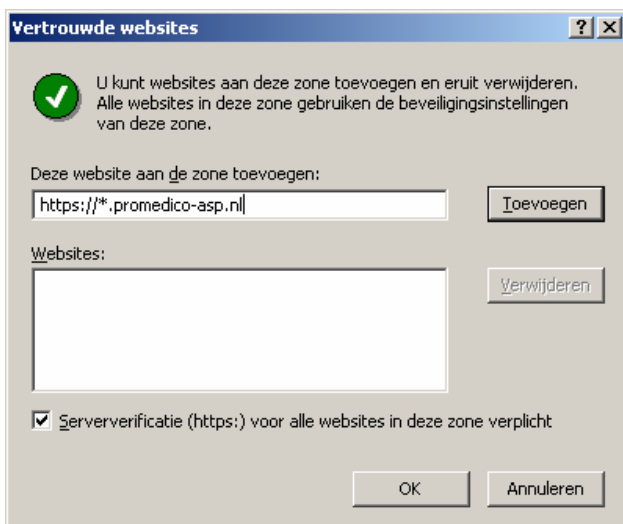 Vertrouwde websites
U kunt websites aan deze zone toevoegen en eruit verwijderen.
Alle websites in deze zone gebruiken de beveiligingsinstellingen
van deze zone.
Deze website aan de zone toevoegen:
https://*.promedico-asp.nl
Toevoegen
Websites:
Verwijderen
Serververificatie (https:) voor alle websites in deze zone verplicht
OK
Annuleren